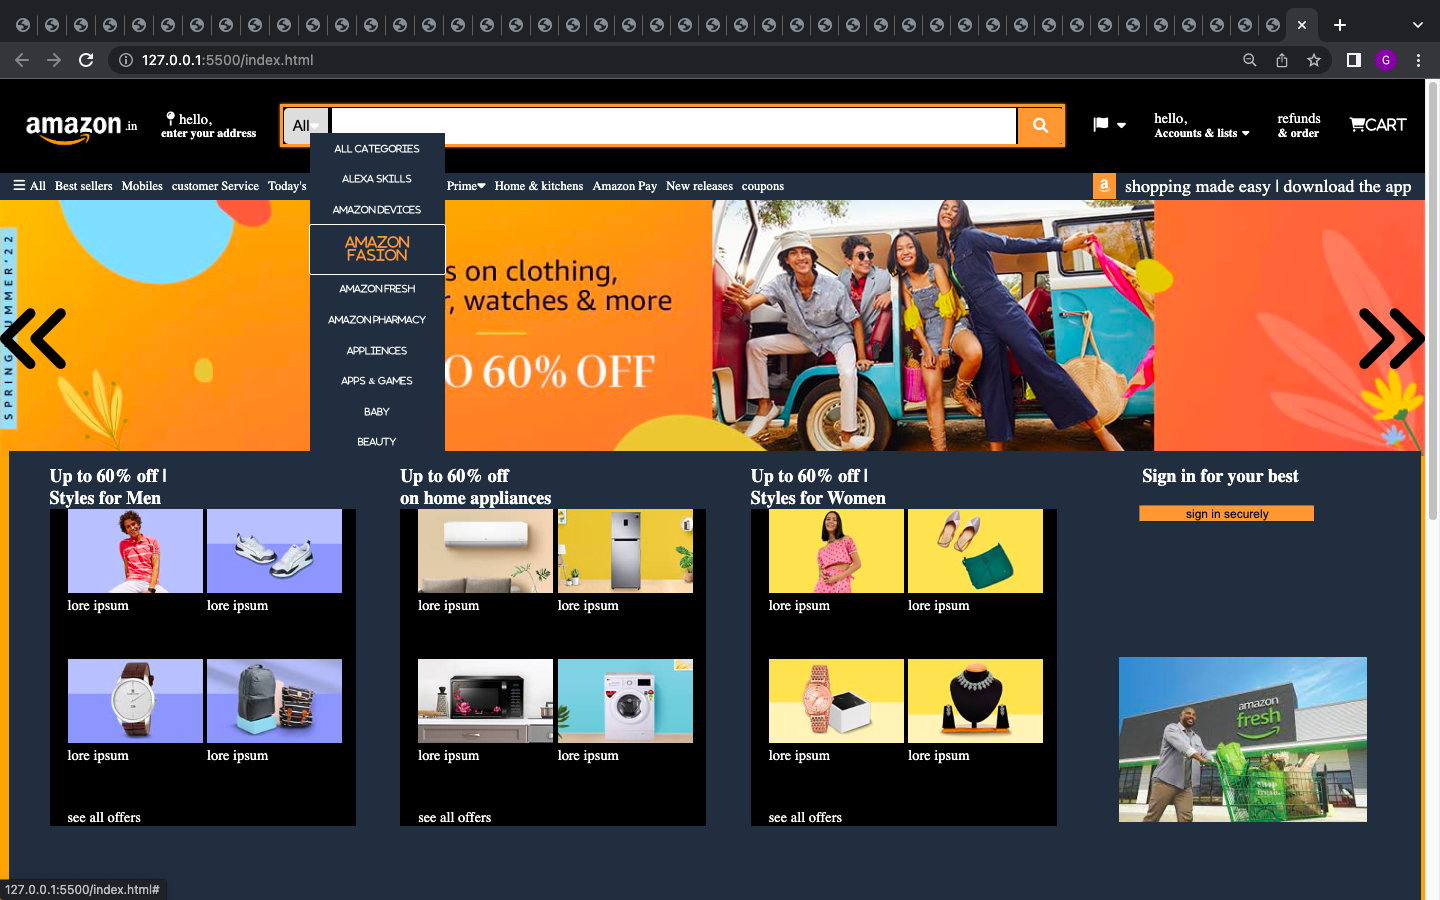 127.0.0.1:5500/index.html
G
amazon.in
hello,
enter your address
All
hello,
Accounts & lists
refunds
& order
CART
All Best sellers Mobiles customer Service Today's Prime Home & kitchens Amazon Pay New releases coupons
a
shopping made easy | download the app
ALL CATEGORIES
ALEXA SKILLS
AMAZON DEVICES
AMAZON
FASION
AMAZON FRESH
AMAZON PHARMACY
APPLIENCES
APPS & GAMES
BABY
BEAUTY
SPRING SUMMER'22
s on clothing,
, watches & more
O 60% OFF
Up to 60% off |
Styles for Men
lore ipsum
lore ipsum
lore ipsum
lore ipsum
see all offers
Up to 60% off
on home appliances
lore ipsum
lore ipsum
lore ipsum
lore ipsum
see all offers
Up to 60% off |
Styles for Women
lore ipsum
lore ipsum
lore ipsum
lore ipsum
see all offers
Sign in for your best
sign in securely
amazon
fresh
127.0.0.1:5500/index.html#